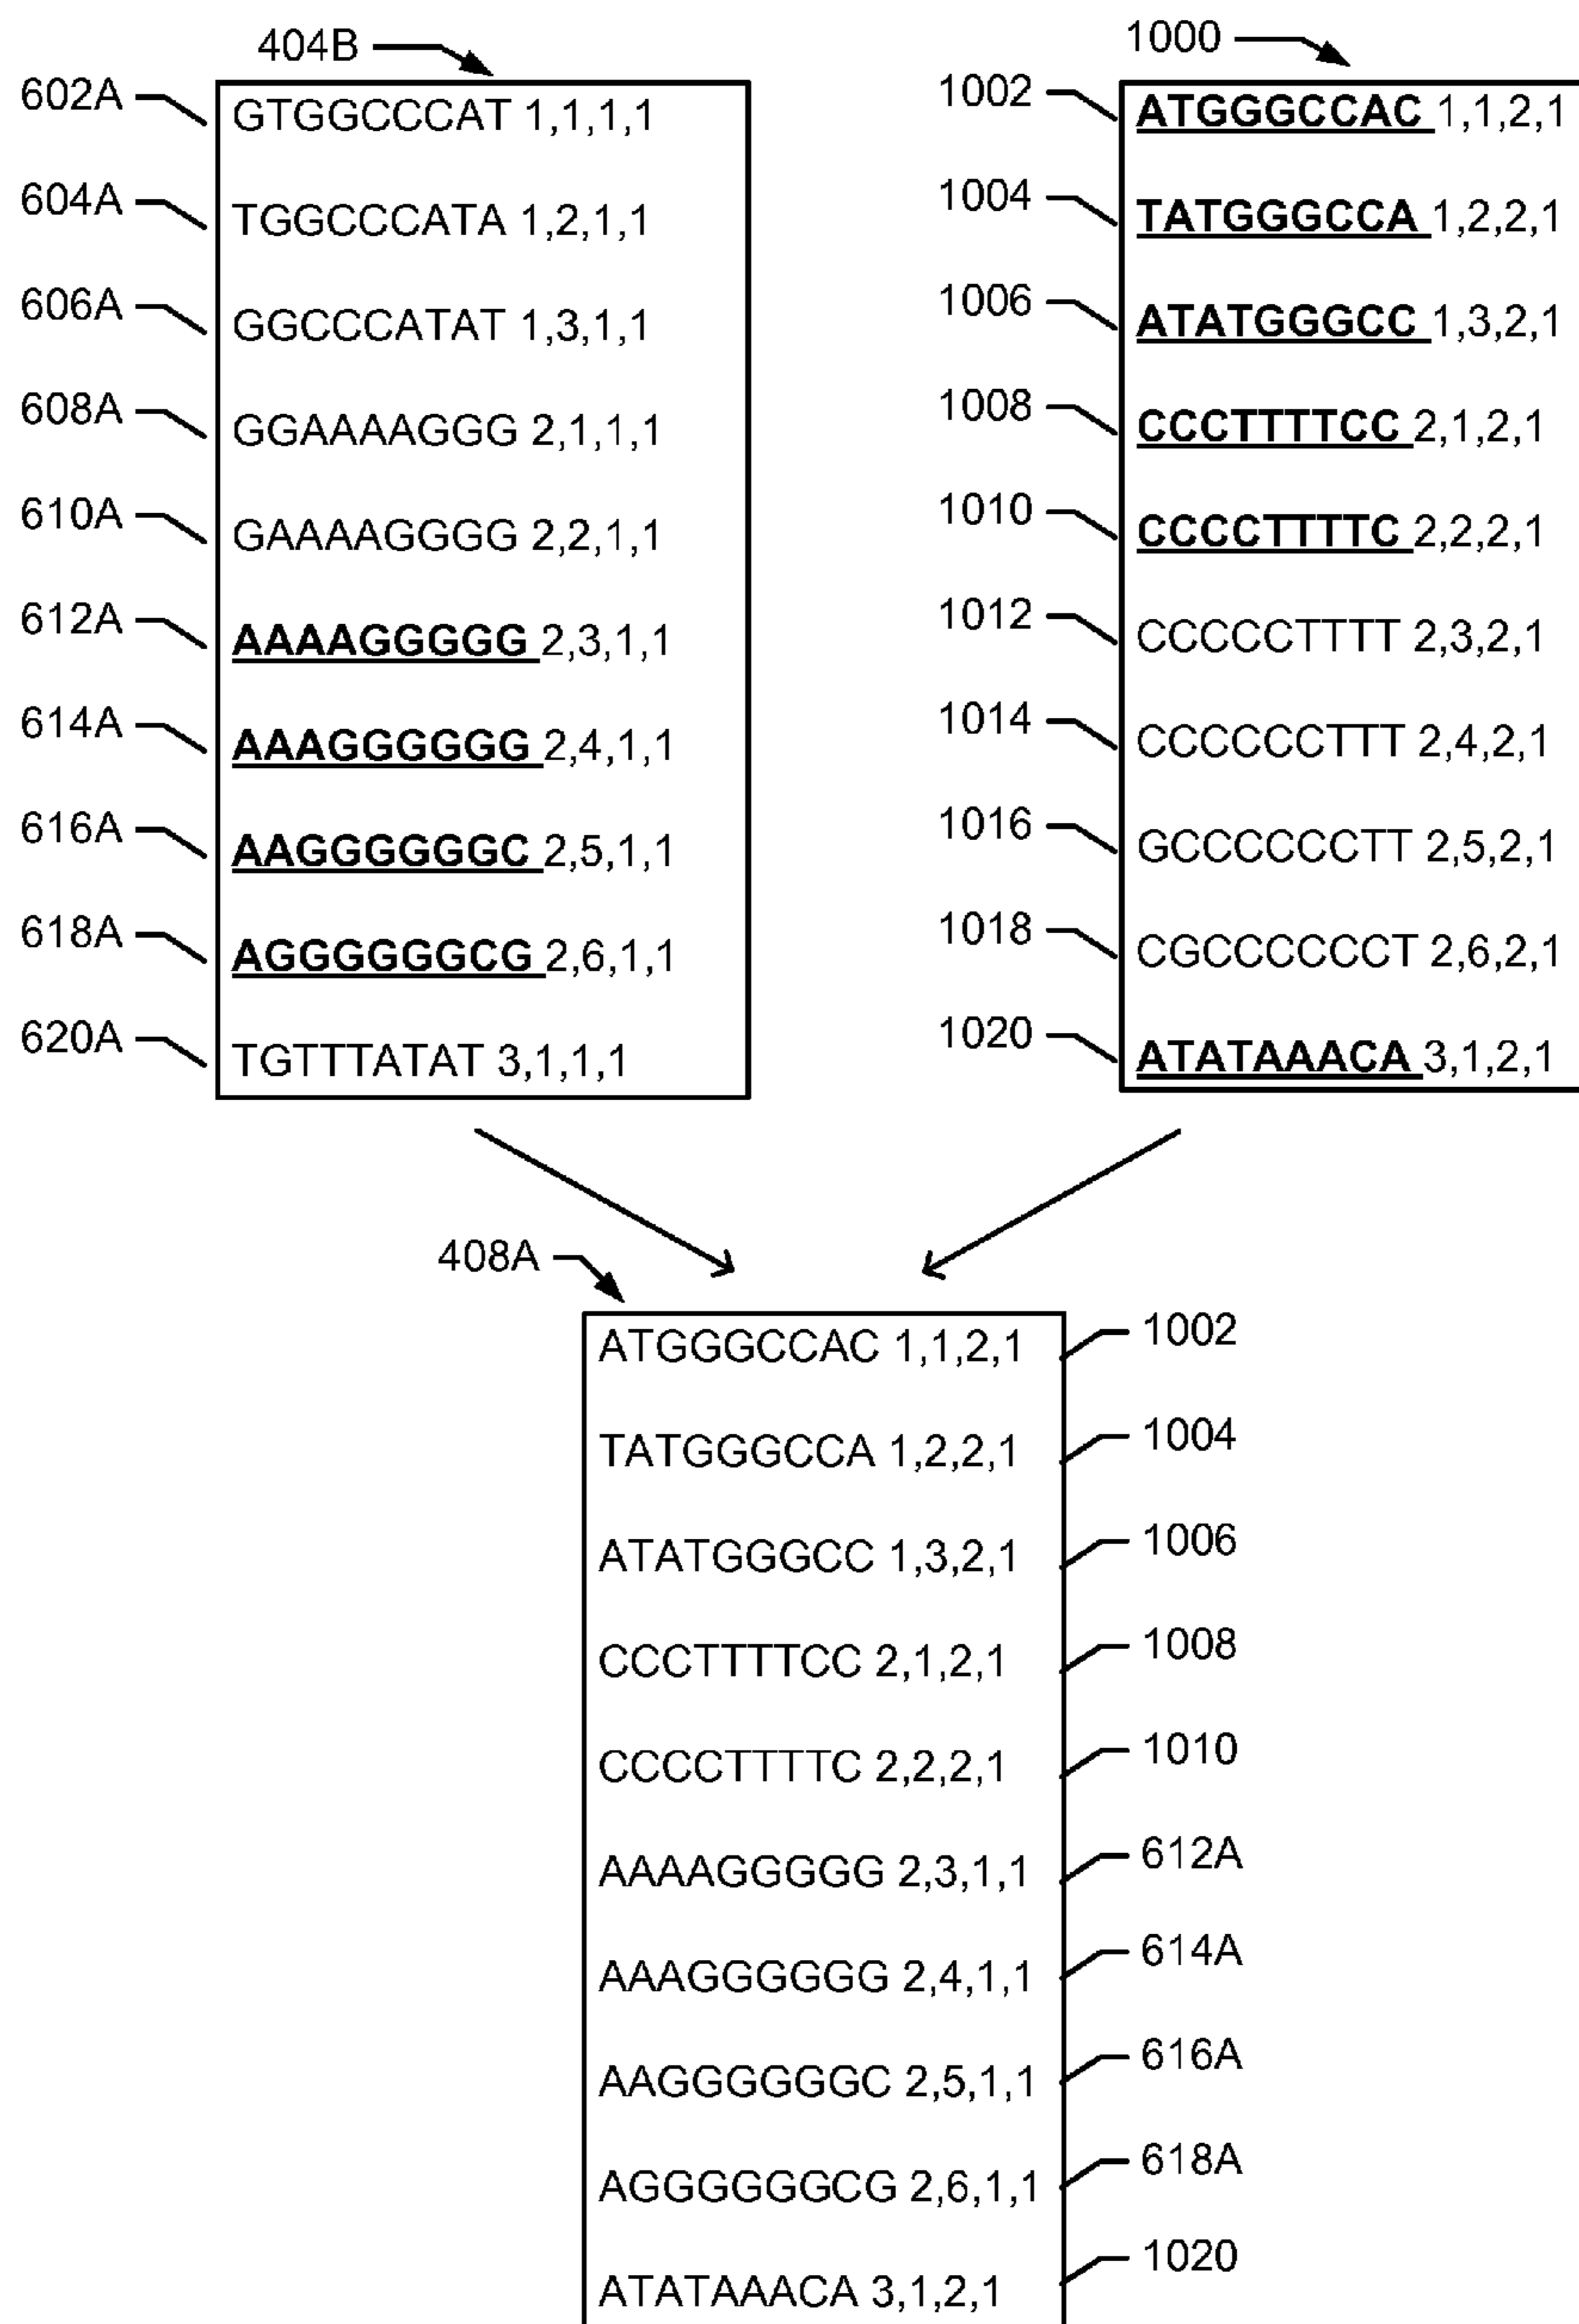 404B
602A GTGGCCCAT 1,1,1,1
604A TGGCCCATA 1,2,1,1
606A GGCCCATAT 1,3,1,1
608A GGAAAAGGG 2,1,1,1
610A GAAAAGGGG 2,2,1,1
612A AAAAGGGGG 2,3,1,1
614A AAAGGGGGG 2,4,1,1
616A AAGGGGGGC 2,5,1,1
618A AGGGGGGCG 2,6,1,1
620A TGTTTATAT 3,1,1,1
1000
1002 ATGGGCCAC 1,1,2,1
1004 TATGGGCCA 1,2,2,1
1006 ATATGGGCC 1,3,2,1
1008 CCCTTTTCC 2,1,2,1
1010 CCCCTTTTC 2,2,2,1
1012 CCCCCTTTT 2,3,2,1
1014 CCCCCCTTT 2,4,2,1
1016 GCCCCCCTT 2,5,2,1
1018 CGCCCCCCT 2,6,2,1
1020 ATATAAACA 3,1,2,1
408A
ATGGGCCAC 1,1,2,1 1002
TATGGGCCA 1,2,2,1 1004
ATATGGGCC 1,3,2,1 1006
CCCTTTTCC 2,1,2,1 1008
CCCCTTTTC 2,2,2,1 1010
AAAAGGGGG 2,3,1,1 612A
AAAGGGGGG 2,4,1,1 614A
AAGGGGGGC 2,5,1,1 616A
AGGGGGGCG 2,6,1,1 618A
ATATAAACA 3,1,2,1 1020